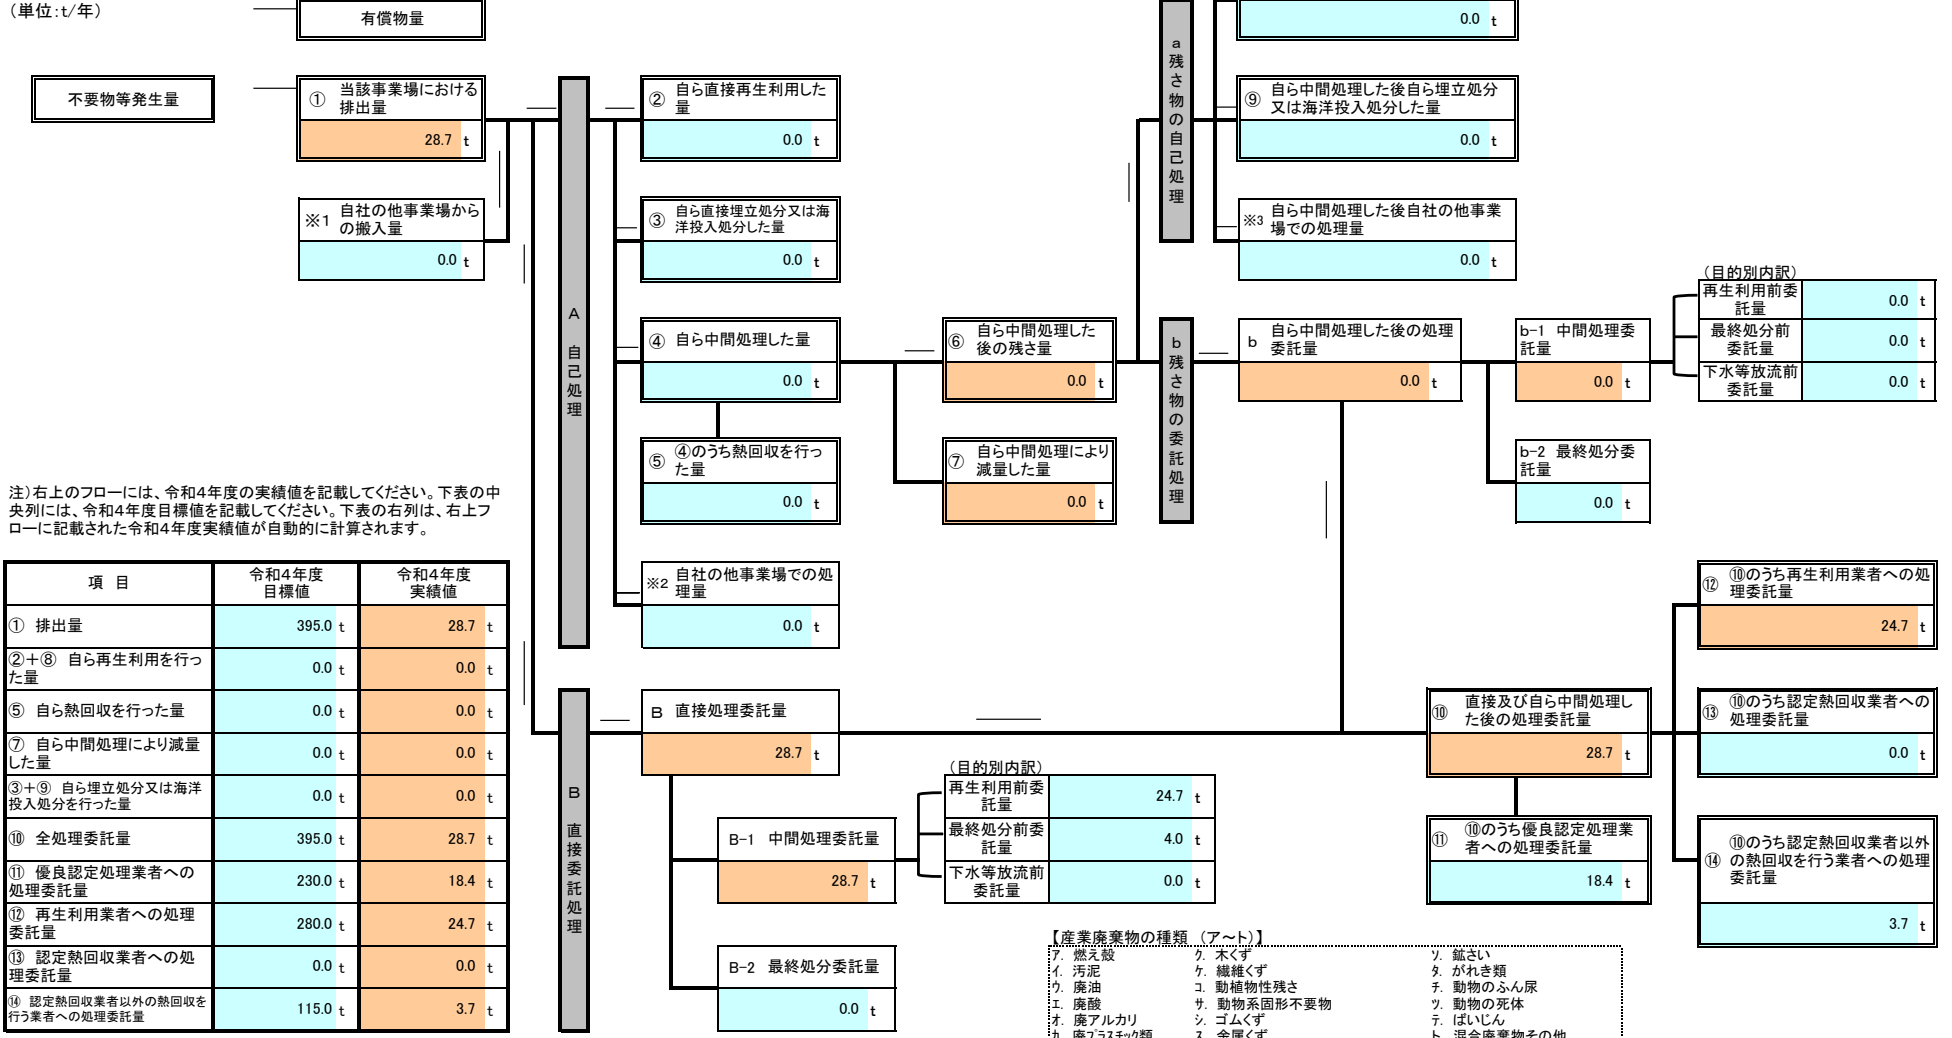 （単位：t/年）
有償物量
0.0 t
不要物等発生量
① 当該事業場における
排出量
28.7 t
※1 自社の他事業場から
の搬入量
0.0 t
A 自己処理
② 自ら直接再生利用した
量
0.0 t
③ 自ら直接埋立処分又は海
洋投入処分した量
0.0 t
④ 自ら中間処理した量
0.0 t
⑤ ④のうち熱回収を行っ
た量
0.0 t
※2 自社の他事業場での処
理量
0.0 t
⑥ 自ら中間処理した
後の残さ量
0.0 t
⑦ 自ら中間処理により
減量した量
0.0 t
a 残さ物の自己処理
⑨ 自ら中間処理した後自ら埋立処分
又は海洋投入処分した量
0.0 t
※3 自ら中間処理した後自社の他事業
場での処理量
0.0 t
b 残さ物の委託処理
b 自ら中間処理した後の処理
委託量
0.0 t
b-1 中間処理委
託量
0.0 t
b-2 最終処分委
託量
0.0 t
（目的別内訳）
再生利用前委
託量 0.0 t
最終処分前
委託量 0.0 t
下水等放流前
委託量 0.0 t
注）右上のフローには、令和４年度の実績値を記載してください。下表の中
央列には、令和４年度目標値を記載してください。下表の右列は、右上フ
ローに記載された令和４年度実績値が自動的に計算されます。
項 目 令和４年度 目標値 令和４年度 実績値
① 排出量 395.0 t 28.7 t
②＋⑧ 自ら再生利用を行っ
た量 0.0 t 0.0 t
⑤ 自ら熱回収を行った量 0.0 t 0.0 t
⑦ 自ら中間処理により減量
した量 0.0 t 0.0 t
③＋⑨ 自ら埋立処分又は海洋
投入処分を行った量 0.0 t 0.0 t
⑩ 全処理委託量 395.0 t 28.7 t
⑪ 優良認定処理業者への
処理委託量 230.0 t 18.4 t
⑫ 再生利用業者への処理
委託量 280.0 t 24.7 t
⑬ 認定熱回収業者への処
理委託量 0.0 t 0.0 t
⑭ 認定熱回収業者以外の熱回収を
行う業者への処理委託量 115.0 t 3.7 t
B 直接委託処理
B 直接処理委託量
28.7 t
B-1 中間処理委託量
28.7 t
B-2 最終処分委託量
0.0 t
（目的別内訳）
再生利用前委
託量 24.7 t
最終処分前委
託量 4.0 t
下水等放流前
委託量 0.0 t
⑩ 直接及び自ら中間処理し
た後の処理委託量
28.7 t
⑪ ⑩のうち優良認定処理業
者への処理委託量
18.4 t
⑫ ⑩のうち再生利用業者への処
理委託量
24.7 t
⑬ ⑩のうち認定熱回収業者への
処理委託量
0.0 t
⑭ ⑩のうち認定熱回収業者以外
の熱回収を行う業者への処理
委託量
3.7 t
【産業廃棄物の種類 （ア～ト）】
ア. 燃え殻 ク. 木くず ソ. 鉱さい
イ. 汚泥 ケ. 繊維くず タ. がれき類
ウ. 廃油 コ. 動植物性残さ チ. 動物のふん尿
エ. 廃酸 サ. 動物系固形不要物 ツ. 動物の死体
オ. 廃アルカリ シ. ゴムくず テ. ばいじん
カ. 廃プラスチック類 ス. 金属くず ト. 混合廃棄物その他